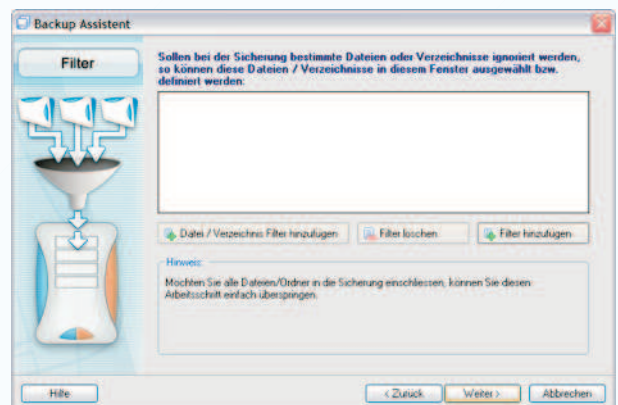 Backup Assistent
Filter
Sollen bei der Sicherung bestimmte Dateien oder Verzeichnisse ignoriert werden,
so können diese Dateien / Verzeichnisse in diesem Fenster ausgewählt bzw.
definiert werden:
Datei / Verzeichnis Filter hinzufügen
Filter löschen
Filter hinzufügen
Hinweis:
Möchten Sie alle Dateien/Ordner in die Sicherung einschliessen, können Sie diesen
Arbeitsschritt einfach überspringen.
Hilfe
< Zurück
Weiter >
Abbrechen